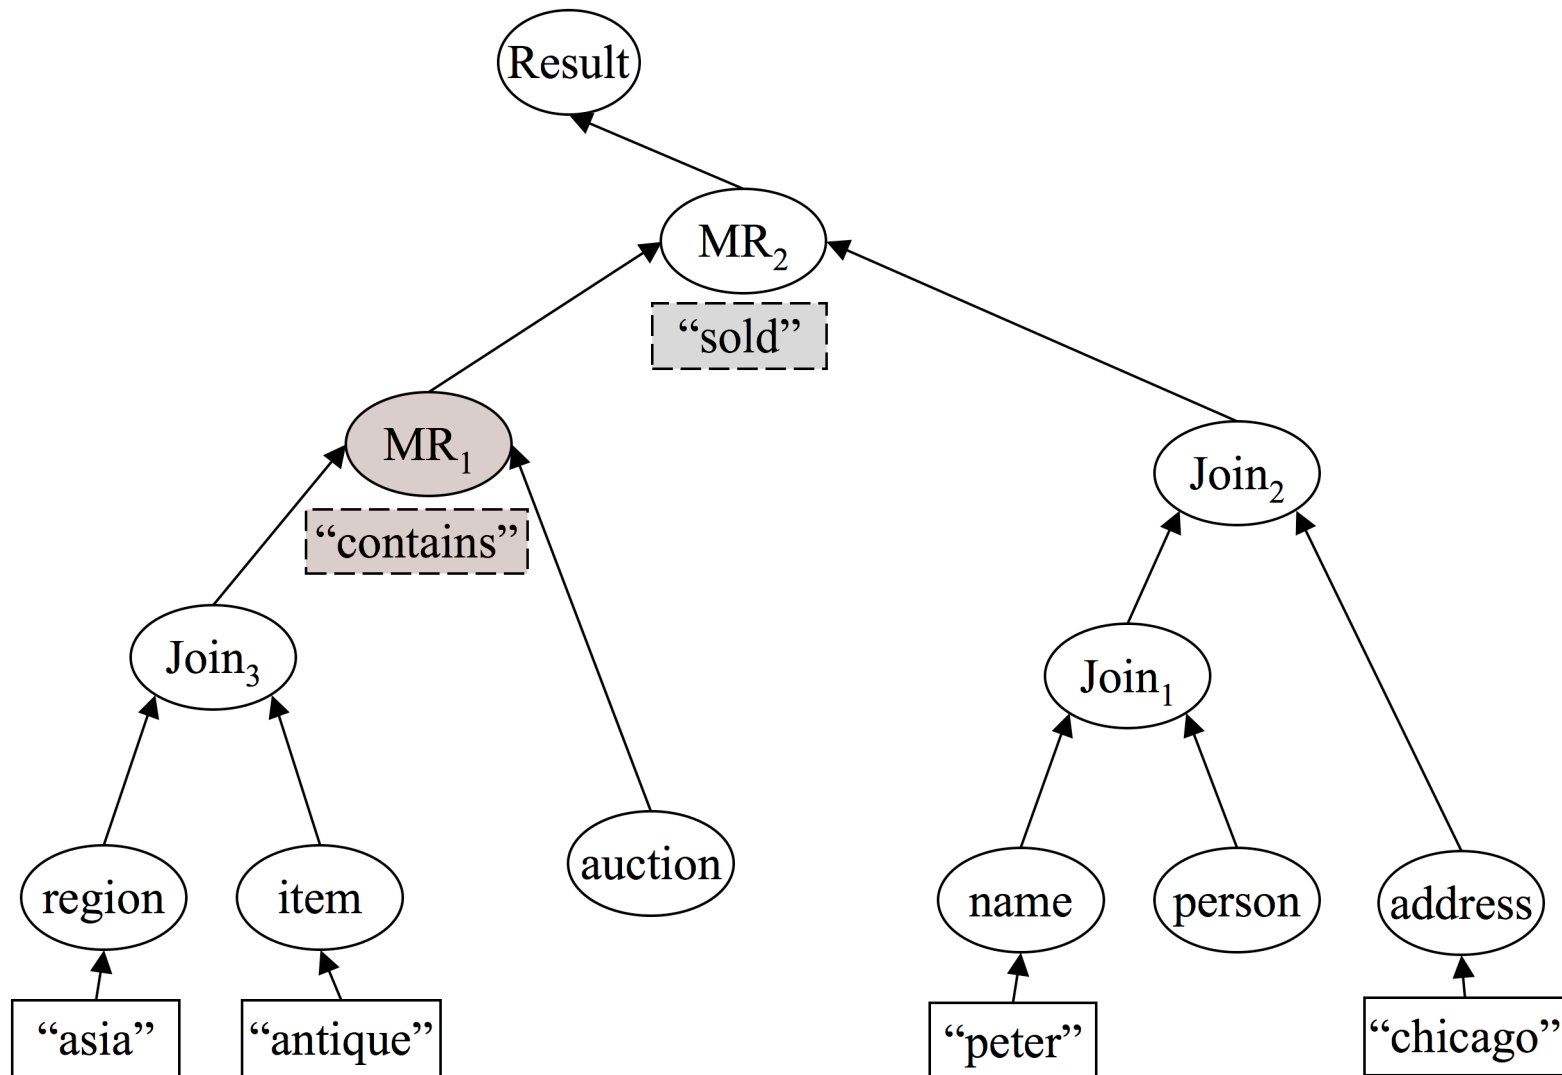 Result
MR₂
“sold”
MR₁
“contains”
Join₂
Join₃
Join₁
region
item
auction
name
person
address
“asia”
“antique”
“peter”
“chicago”